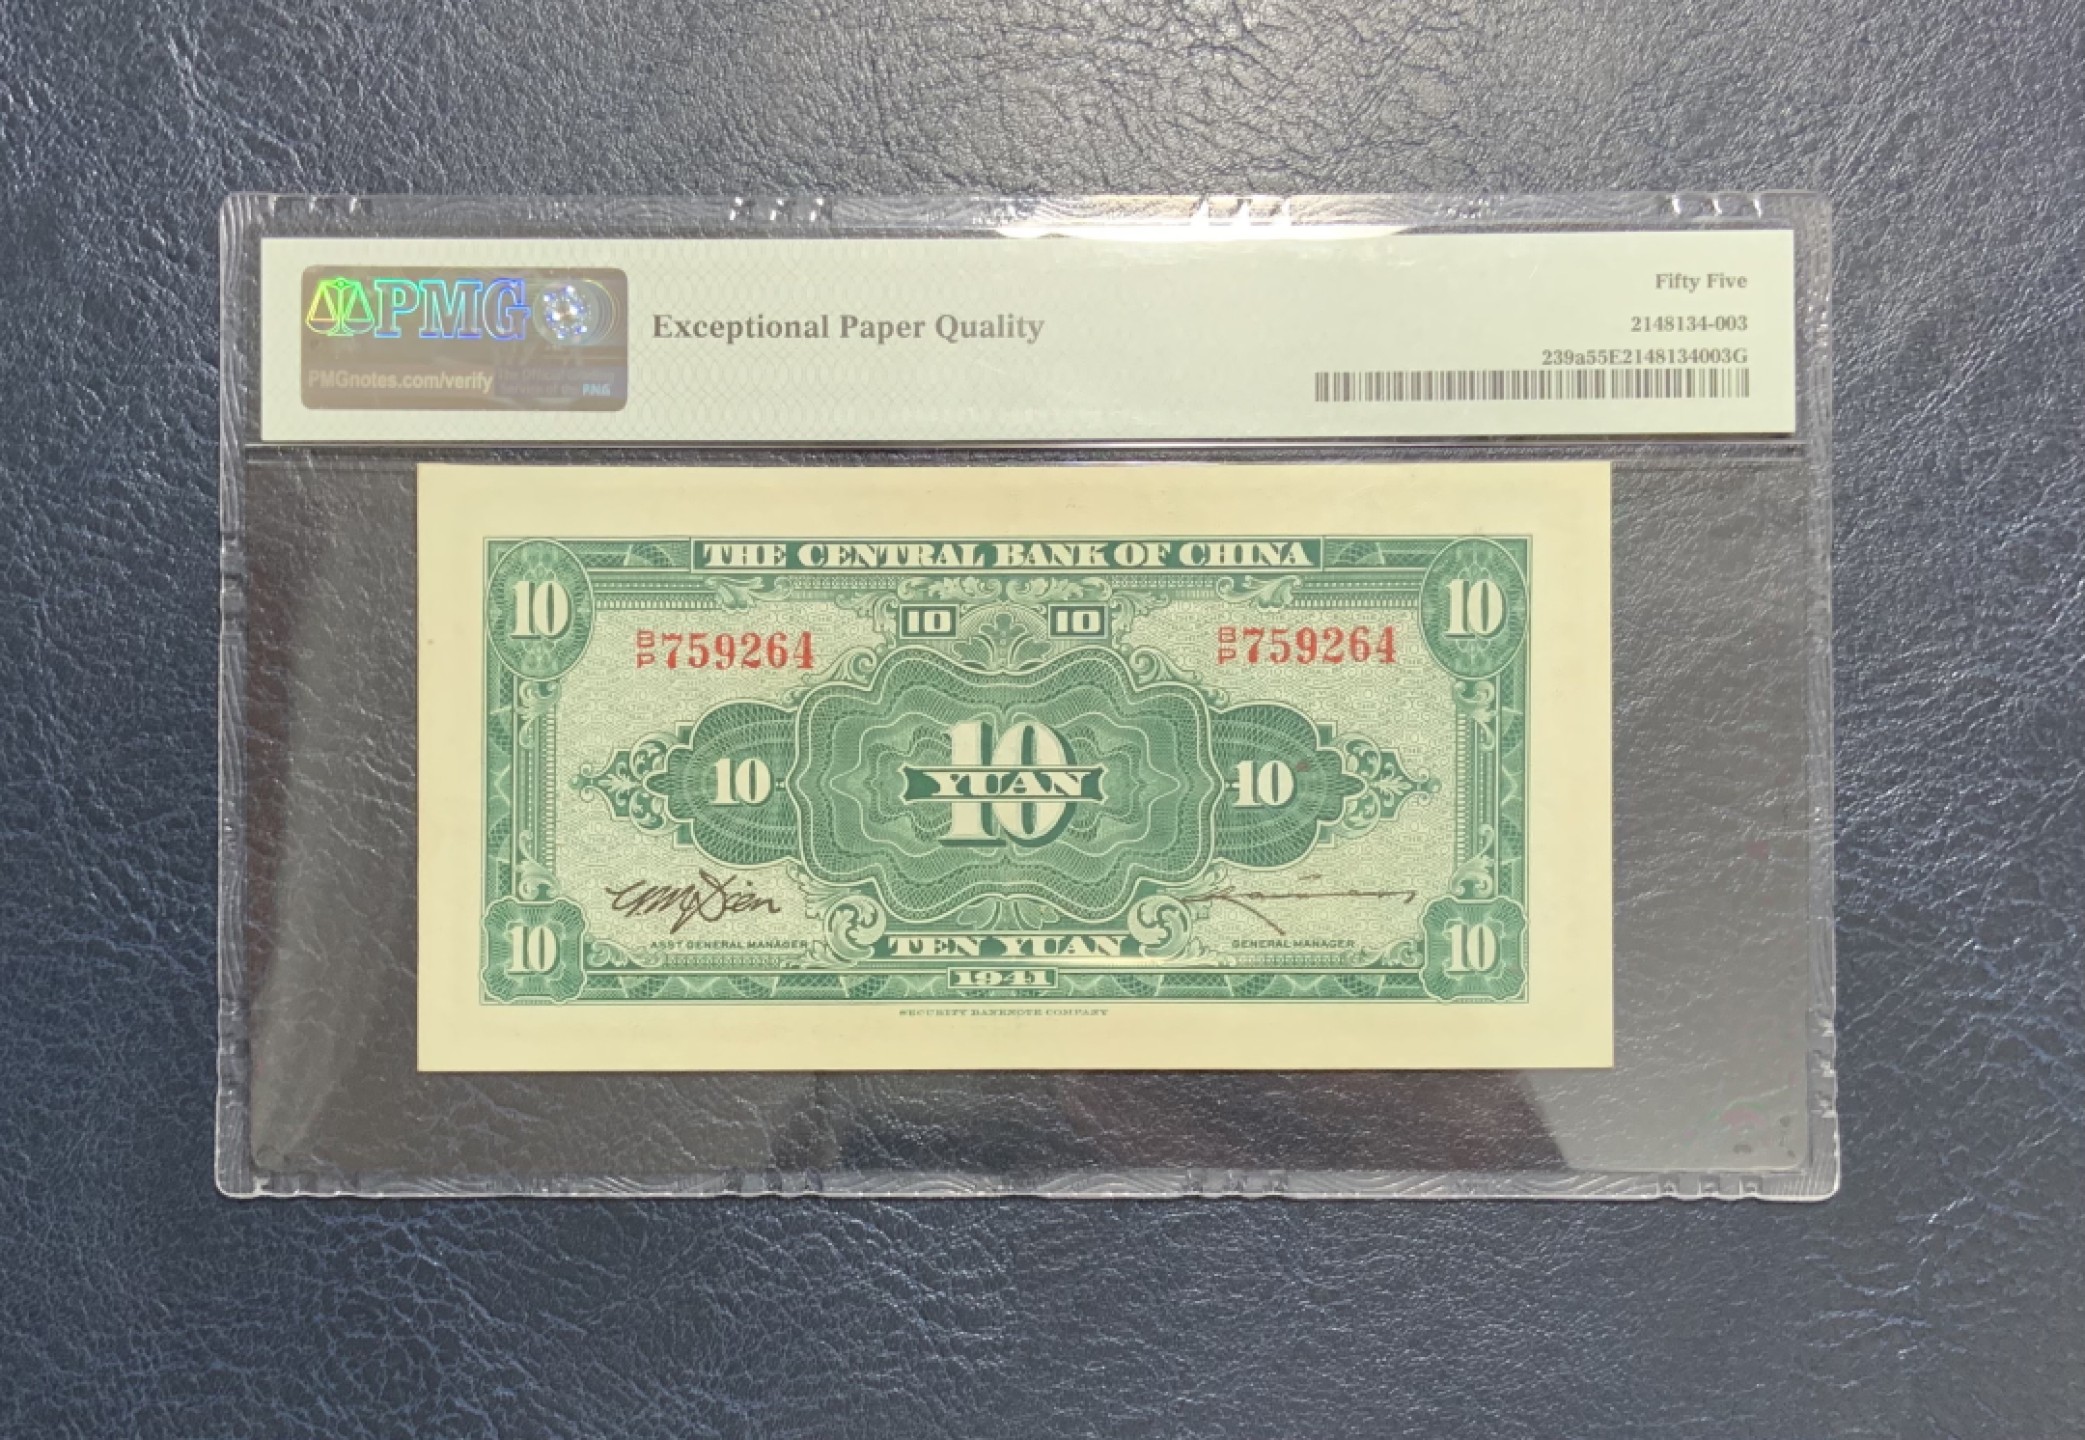 PMG
PMGnotes.com/verify
Exceptional Paper Quality
Fifty Five
2148134-003
239a55E2148134003G
THE CENTRAL BANK OF CHINA
10 10 10 10
B/P 759264 B/P 759264
10 10 YUAN 10
ASST GENERAL MANAGER GENERAL MANAGER
10 TEN YUAN 10
1941
SECURITY BANKNOTE COMPANY